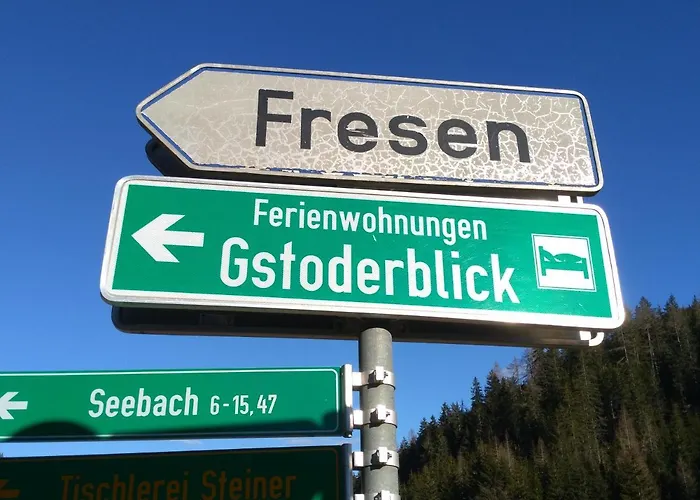 Fresen
Ferienwohnungen
Gstoderblick
Seebach 6-15, 47
Tischlerei Steiner